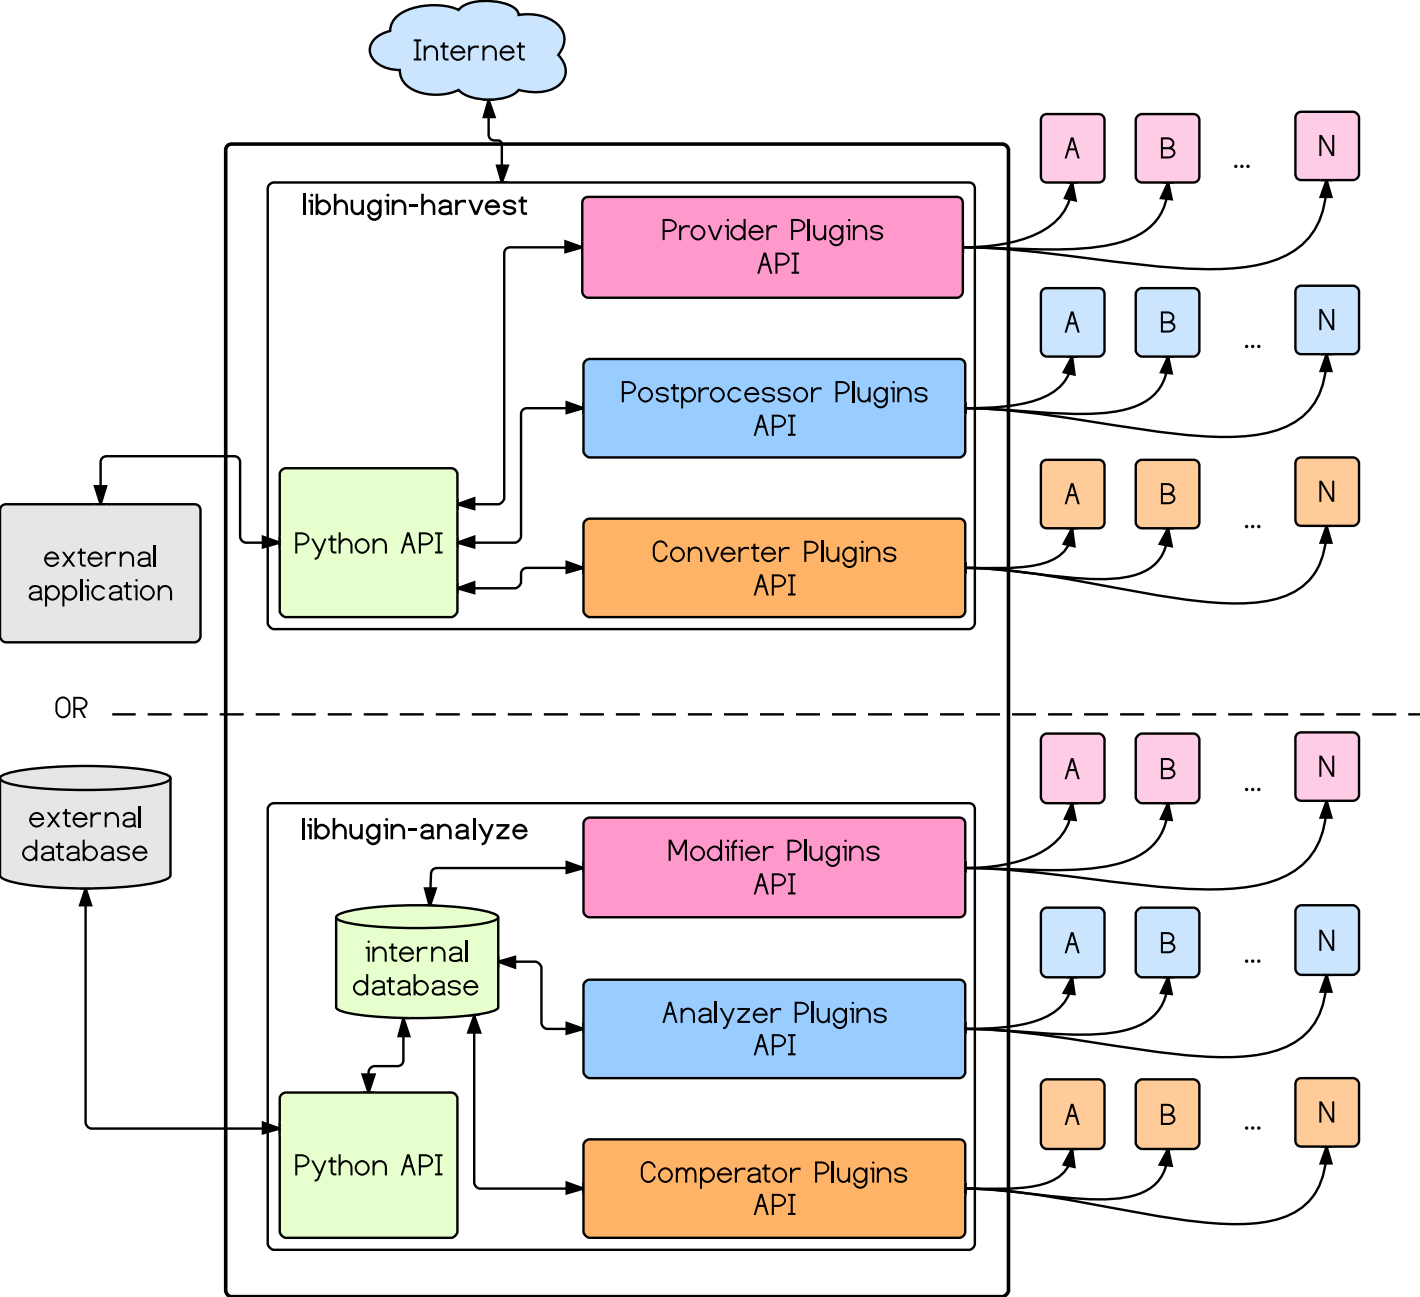 Internet
libhugin-harvest
Provider Plugins
API
A B ... N
Postprocessor Plugins
API
A B ... N
Python API
Converter Plugins
API
A B ... N
external
application
OR
external
database
libhugin-analyze
Modifier Plugins
API
A B ... N
internal
database
Analyzer Plugins
API
A B ... N
Python API
Comperator Plugins
API
A B ... N